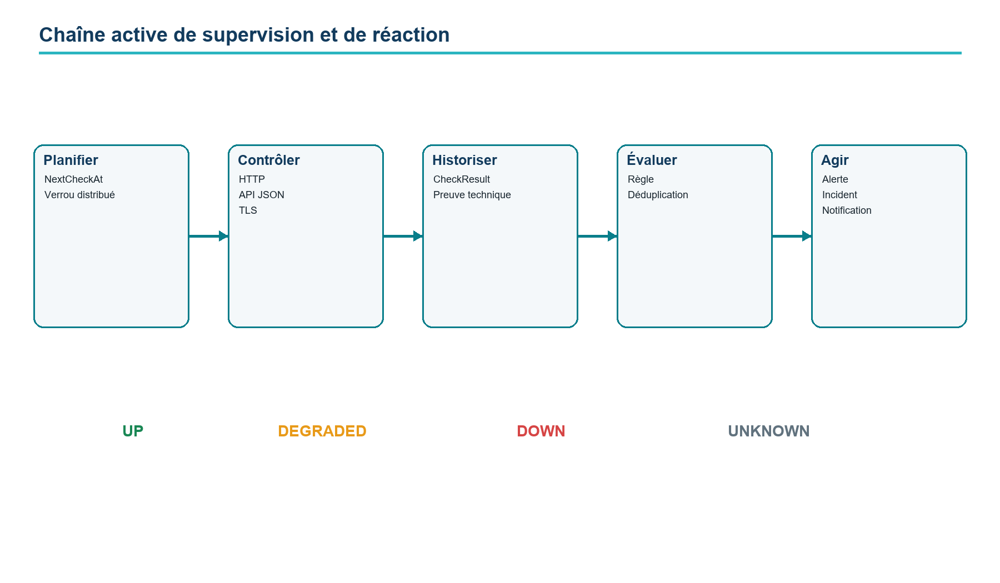 Chaîne active de supervision et de réaction
Planifier
NextCheckAt
Verrou distribué
Contrôler
HTTP
API JSON
TLS
Historiser
CheckResult
Preuve technique
Évaluer
Règle
Déduplication
Agir
Alerte
Incident
Notification
UP
DEGRADED
DOWN
UNKNOWN